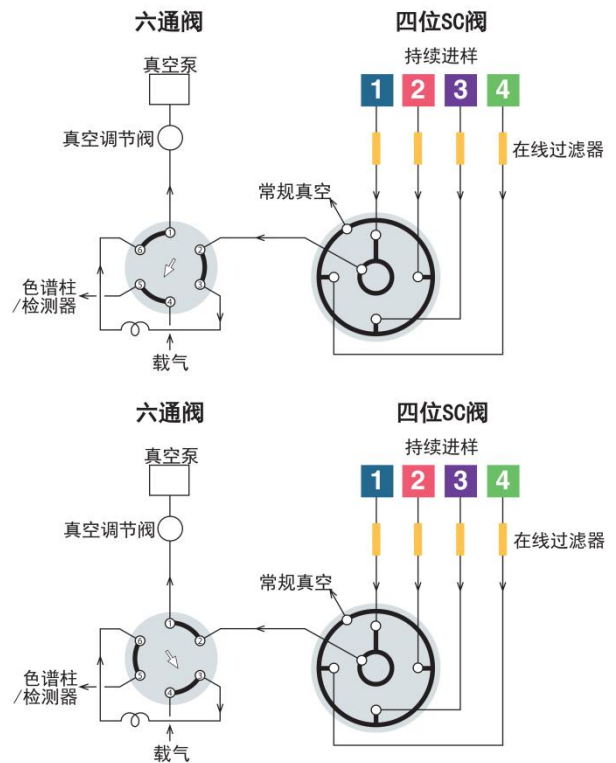 六通阀
四位SC阀
真空泵
持续进样
1 2 3 4
真空调节阀
在线过滤器
常规真空
1
2
3
4
5
6
色谱柱
/检测器
载气
六通阀
四位SC阀
真空泵
持续进样
1 2 3 4
真空调节阀
在线过滤器
常规真空
1
2
3
4
5
6
色谱柱
/检测器
载气